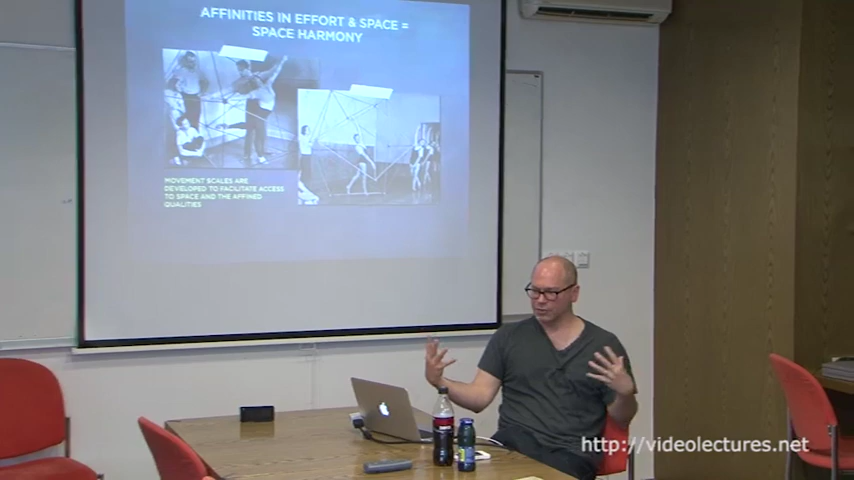 AFFINITIES IN EFFORT & SPACE =
SPACE HARMONY
MOVEMENT SCALES ARE
DEVELOPED TO FACILITATE ACCESS
TO SPACE AND THE AFFINED
QUALITIES
http://videolectures.net